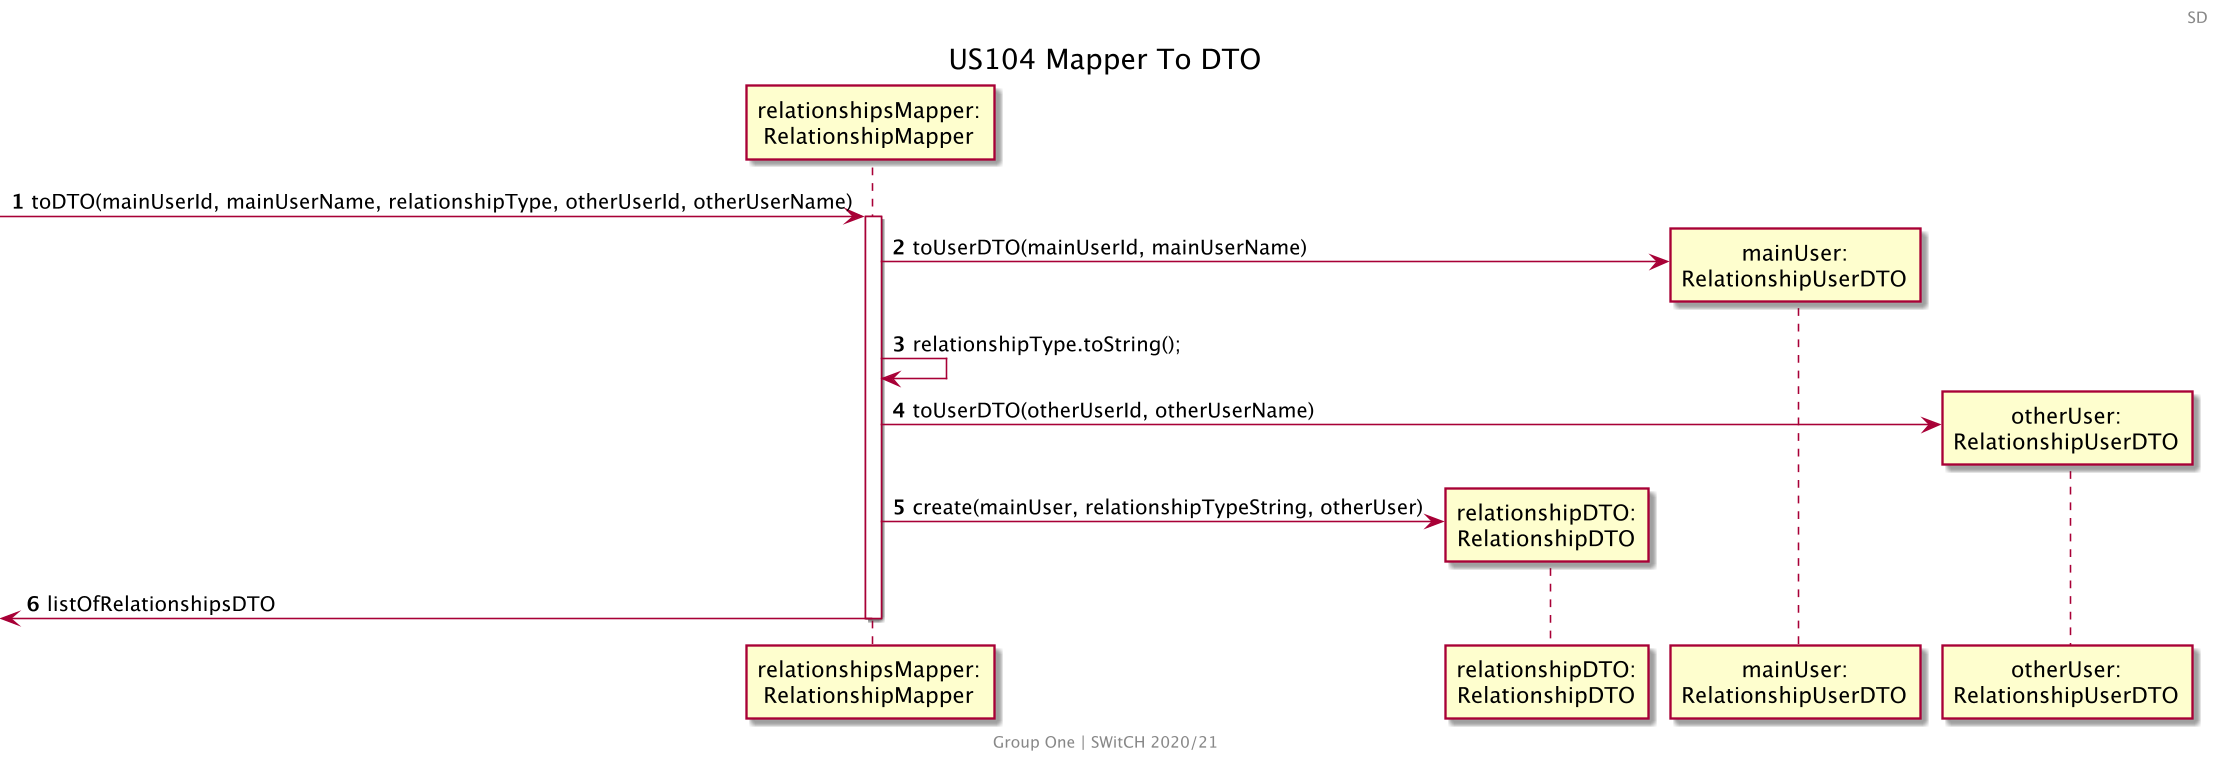 SD
US104 Mapper To DTO
relationshipsMapper:
RelationshipMapper
1 toDTO(mainUserId, mainUserName, relationshipType, otherUserId, otherUserName)
2 toUserDTO(mainUserId, mainUserName)
mainUser:
RelationshipUserDTO
3 relationshipType.toString();
4 toUserDTO(otherUserId, otherUserName)
otherUser:
RelationshipUserDTO
5 create(mainUser, relationshipTypeString, otherUser)
relationshipDTO:
RelationshipDTO
6 listOfRelationshipsDTO
relationshipsMapper:
RelationshipMapper
relationshipDTO:
RelationshipDTO
mainUser:
RelationshipUserDTO
otherUser:
RelationshipUserDTO
Group One | SWitCH 2020/21